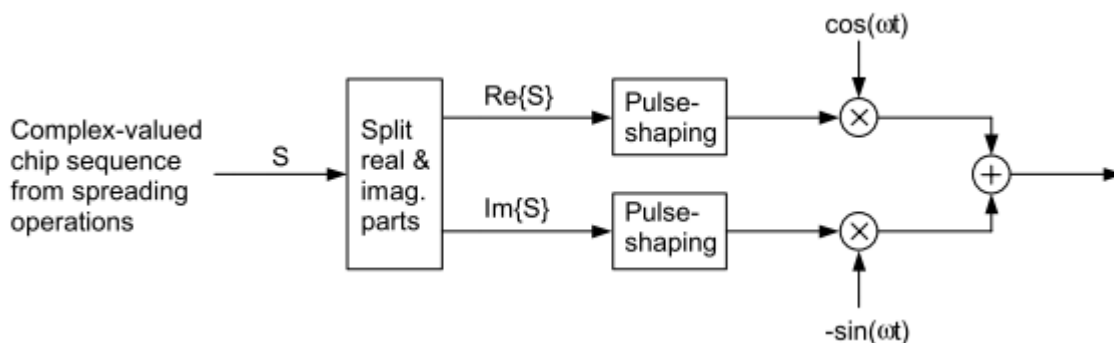 cos(ωt)
Complex-valued
chip sequence
from spreading
operations
S
Split
real &
imag.
parts
Re{S}
Im{S}
Pulse-
shaping
Pulse-
shaping
-sin(ωt)